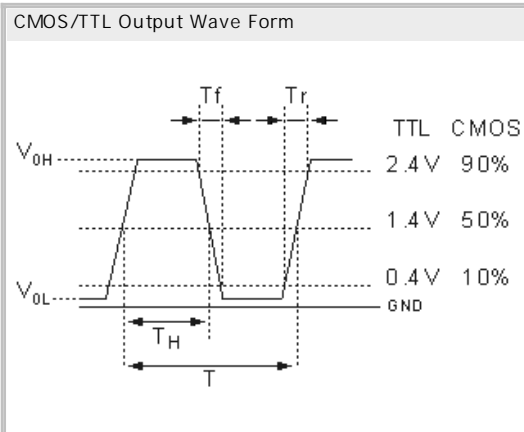 CMOS/TTL Output Wave Form
Tf Tr
TTL CMOS
V0H
2.4V 90%
1.4V 50%
0.4V 10%
V0L
GND
TH
T